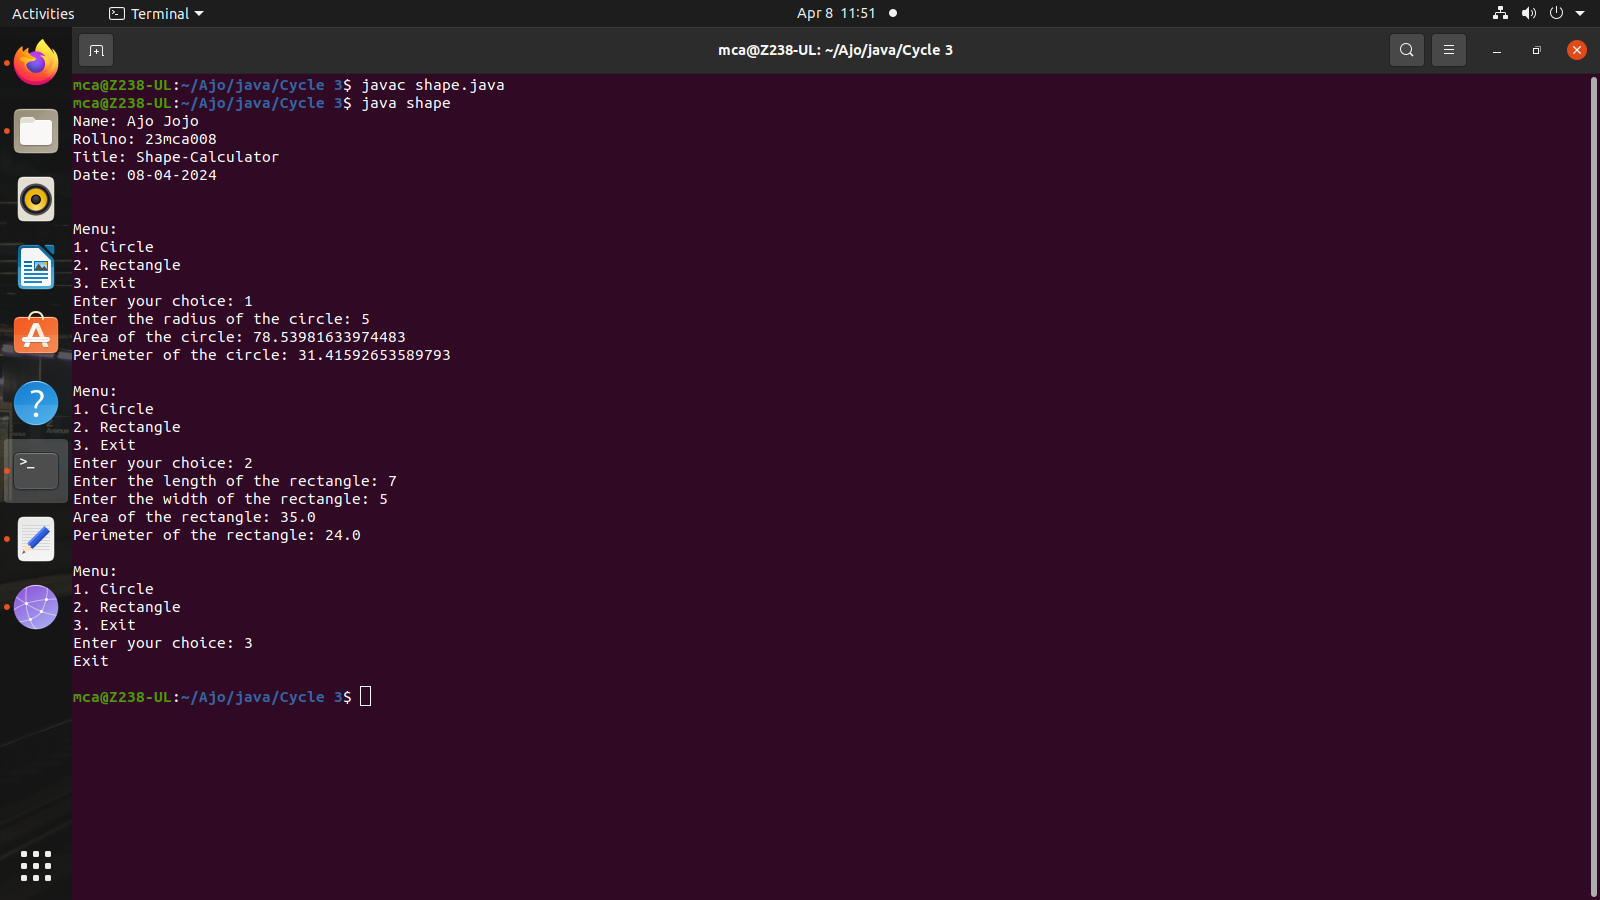 Activities
Terminal
Apr 8 11:51
mca@Z238-UL: ~/Ajo/java/Cycle 3
mca@Z238-UL:~/Ajo/java/Cycle 3$ javac shape.java
mca@Z238-UL:~/Ajo/java/Cycle 3$ java shape
Name: Ajo Jojo
Rollno: 23mca008
Title: Shape-Calculator
Date: 08-04-2024
Menu:
1. Circle
2. Rectangle
3. Exit
Enter your choice: 1
Enter the radius of the circle: 5
Area of the circle: 78.53981633974483
Perimeter of the circle: 31.41592653589793
Menu:
1. Circle
2. Rectangle
3. Exit
Enter your choice: 2
Enter the length of the rectangle: 7
Enter the width of the rectangle: 5
Area of the rectangle: 35.0
Perimeter of the rectangle: 24.0
Menu:
1. Circle
2. Rectangle
3. Exit
Enter your choice: 3
Exit
mca@Z238-UL:~/Ajo/java/Cycle 3$